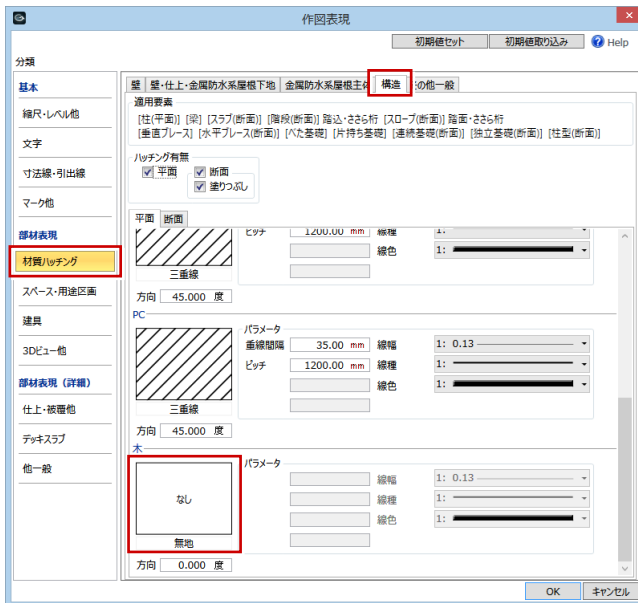 作図表現
初期値セット 初期値取り込み Help
分類
基本
縮尺・レベル他
文字
寸法線・引出線
マーク他
部材表現
材質ハッチング
スペース・用途区画
建具
3Dビュー他
部材表現（詳細）
仕上・被覆他
デッキスラブ
他一般
壁 壁・仕上・金属防水系屋根下地 金属防水系屋根主体 構造 の他一般
適用要素
[柱(平面)] [梁] [スラブ(断面)] [階段(断面)] 踏込・ささら桁 [スロープ(断面)] 踏面・ささら桁
[垂直ブレース] [水平ブレース(断面)] [べた基礎] [片持ち基礎] [連続基礎(断面)] [独立基礎(断面)] [柱型(断面)]
ハッチング有無
平面 断面
塗りつぶし
平面 断面
ピッチ 1200.00 mm 線種 1:
線色 1:
三重線
方向 45.000 度
PC
パラメータ
重線間隔 35.00 mm 線幅 1: 0.13
ピッチ 1200.00 mm 線種 1:
線色 1:
三重線
方向 45.000 度
木
パラメータ
線幅 1: 0.13
なし 線種 1:
線色 1:
無地
方向 0.000 度
OK キャンセル